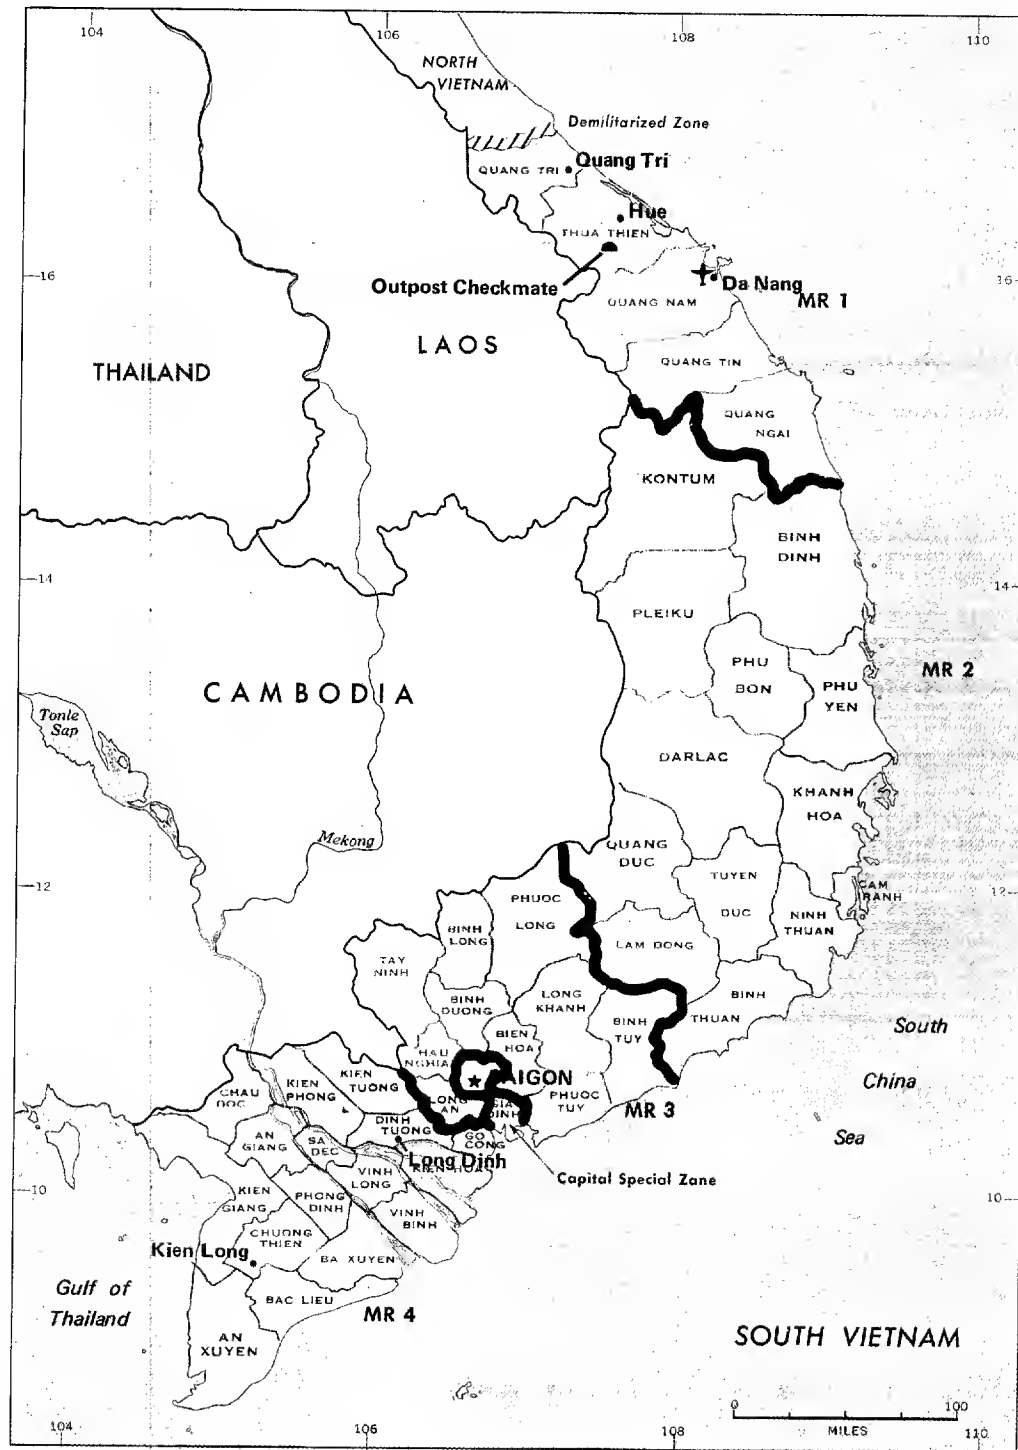 104
106
108
110
NORTH
VIETNAM
Demilitarized Zone
QUANG TRI
Quang Tri
Hue
THUA THIEN
16
Outpost Checkmate
Da Nang
16
QUANG NAM
MR 1
LAOS
THAILAND
QUANG TIN
QUANG
NGAI
KONTUM
BINH
DINH
14
14
PLEIKU
PHU
BON
MR 2
PHU
YEN
CAMBODIA
Tonle
Sap
DARLAC
KHANH
HOA
Mekong
QUANG
DUC
TUYEN
DUC
12
CAM
RANH
12
PHUOC
LONG
NINH
THUAN
BINH
LONG
LAM DONG
TAY
NINH
LONG
KHANH
BINH
THUAN
BINH
DUONG
BINH
TUY
BIEN
HOA
South
China
Sea
HAU
NGHIA
SAIGON
KIEN
TUONG
KIEN
PHONG
CHAU
DOC
LONG
AN
GIA
DINH
PHUOC
TUY
MR 3
DINH
TUONG
AN
GIANG
SA
DEC
GO
CONG
Long Dinh
KIEN HOA
Capital Special Zane
VINH
LONG
10
KIEN
GIANG
PHONG
DINH
VINH
BINH
10
CHUONG
THIEN
Kien Long
BA XUYEN
Gulf of
Thailand
BAC LIEU
MR 4
AN
XUYEN
SOUTH VIETNAM
0
100
MILES
104
106
108
110